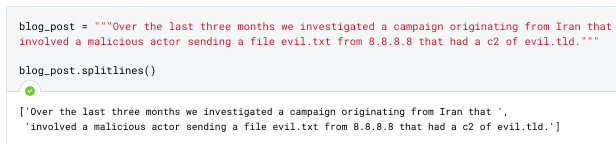 blog_post = """Over the last three months we investigated a campaign originating from Iran that
involved a malicious actor sending a file evil.txt from 8.8.8.8 that had a c2 of evil.tld."""
blog_post.splitlines()
['Over the last three months we investigated a campaign originating from Iran that ',
'involved a malicious actor sending a file evil.txt from 8.8.8.8 that had a c2 of evil.tld.']